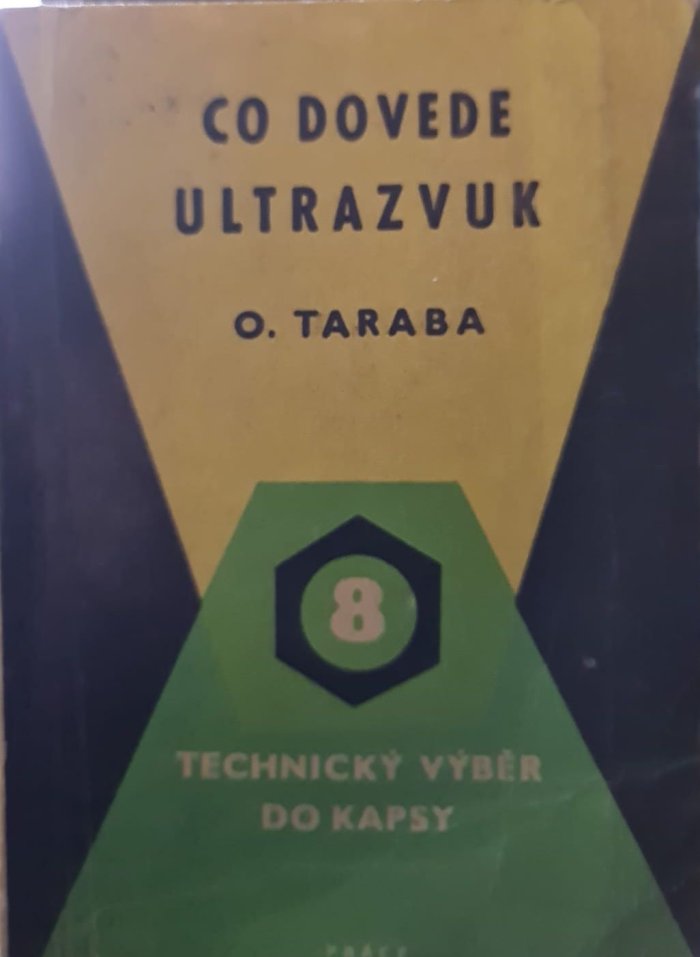 CO DOVEDE
ULTRAZVUK
O. TARABA
8
TECHNICKÝ VÝBĚR
DO KAPSY